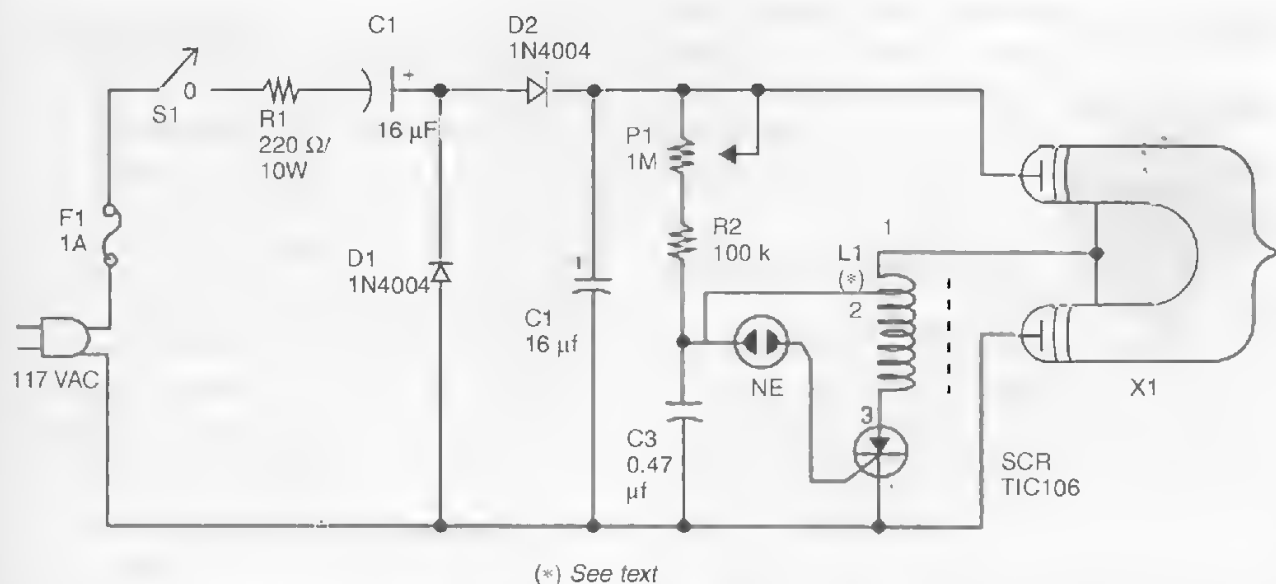 C1
D2
1N4004
S1
0
R1
220 Ω/
10W
+
16 µF
P1
1M
F1
1A
D1
1N4004
C1
16 µf
R2
100 k
1
L1
(*)
2
NE
3
C3
0.47
µf
SCR
TIC106
X1
117 VAC
(*) See text